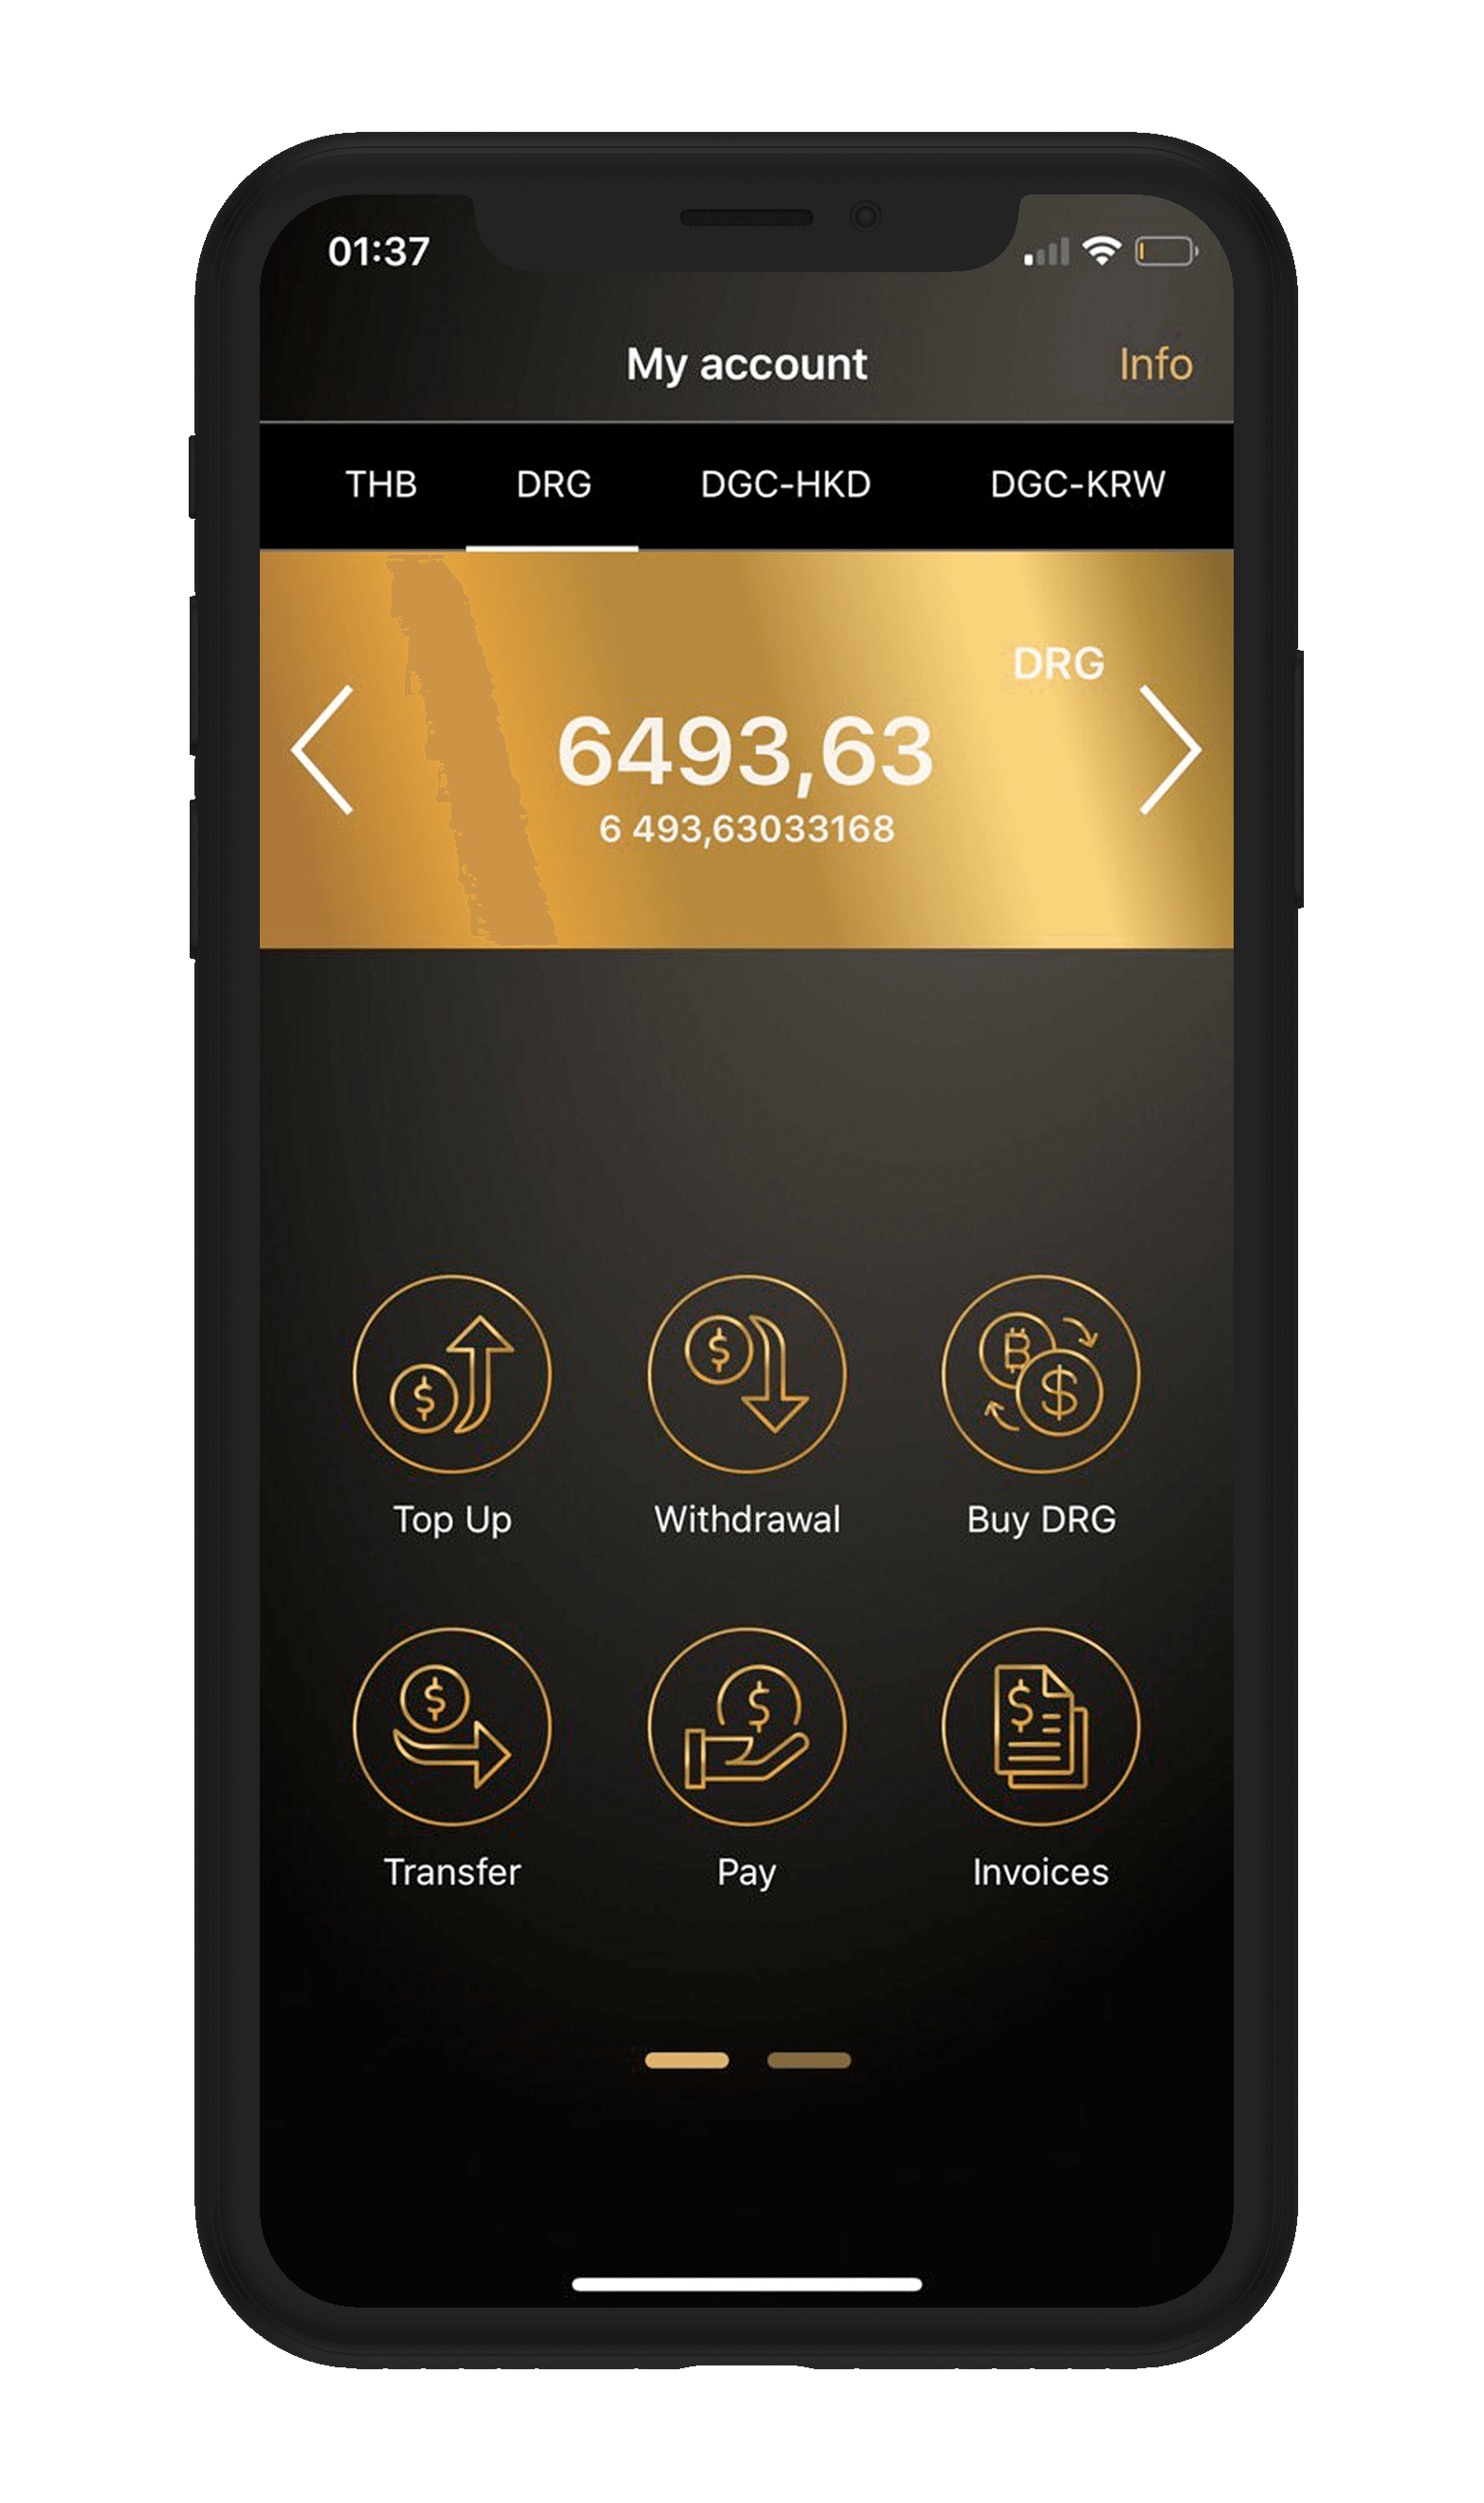 01:37
My account Info
THB DRG DGC-HKD DGC-KRW
DRG
6493,63
6 493,63033168
Top Up Withdrawal Buy DRG
Transfer Pay Invoices